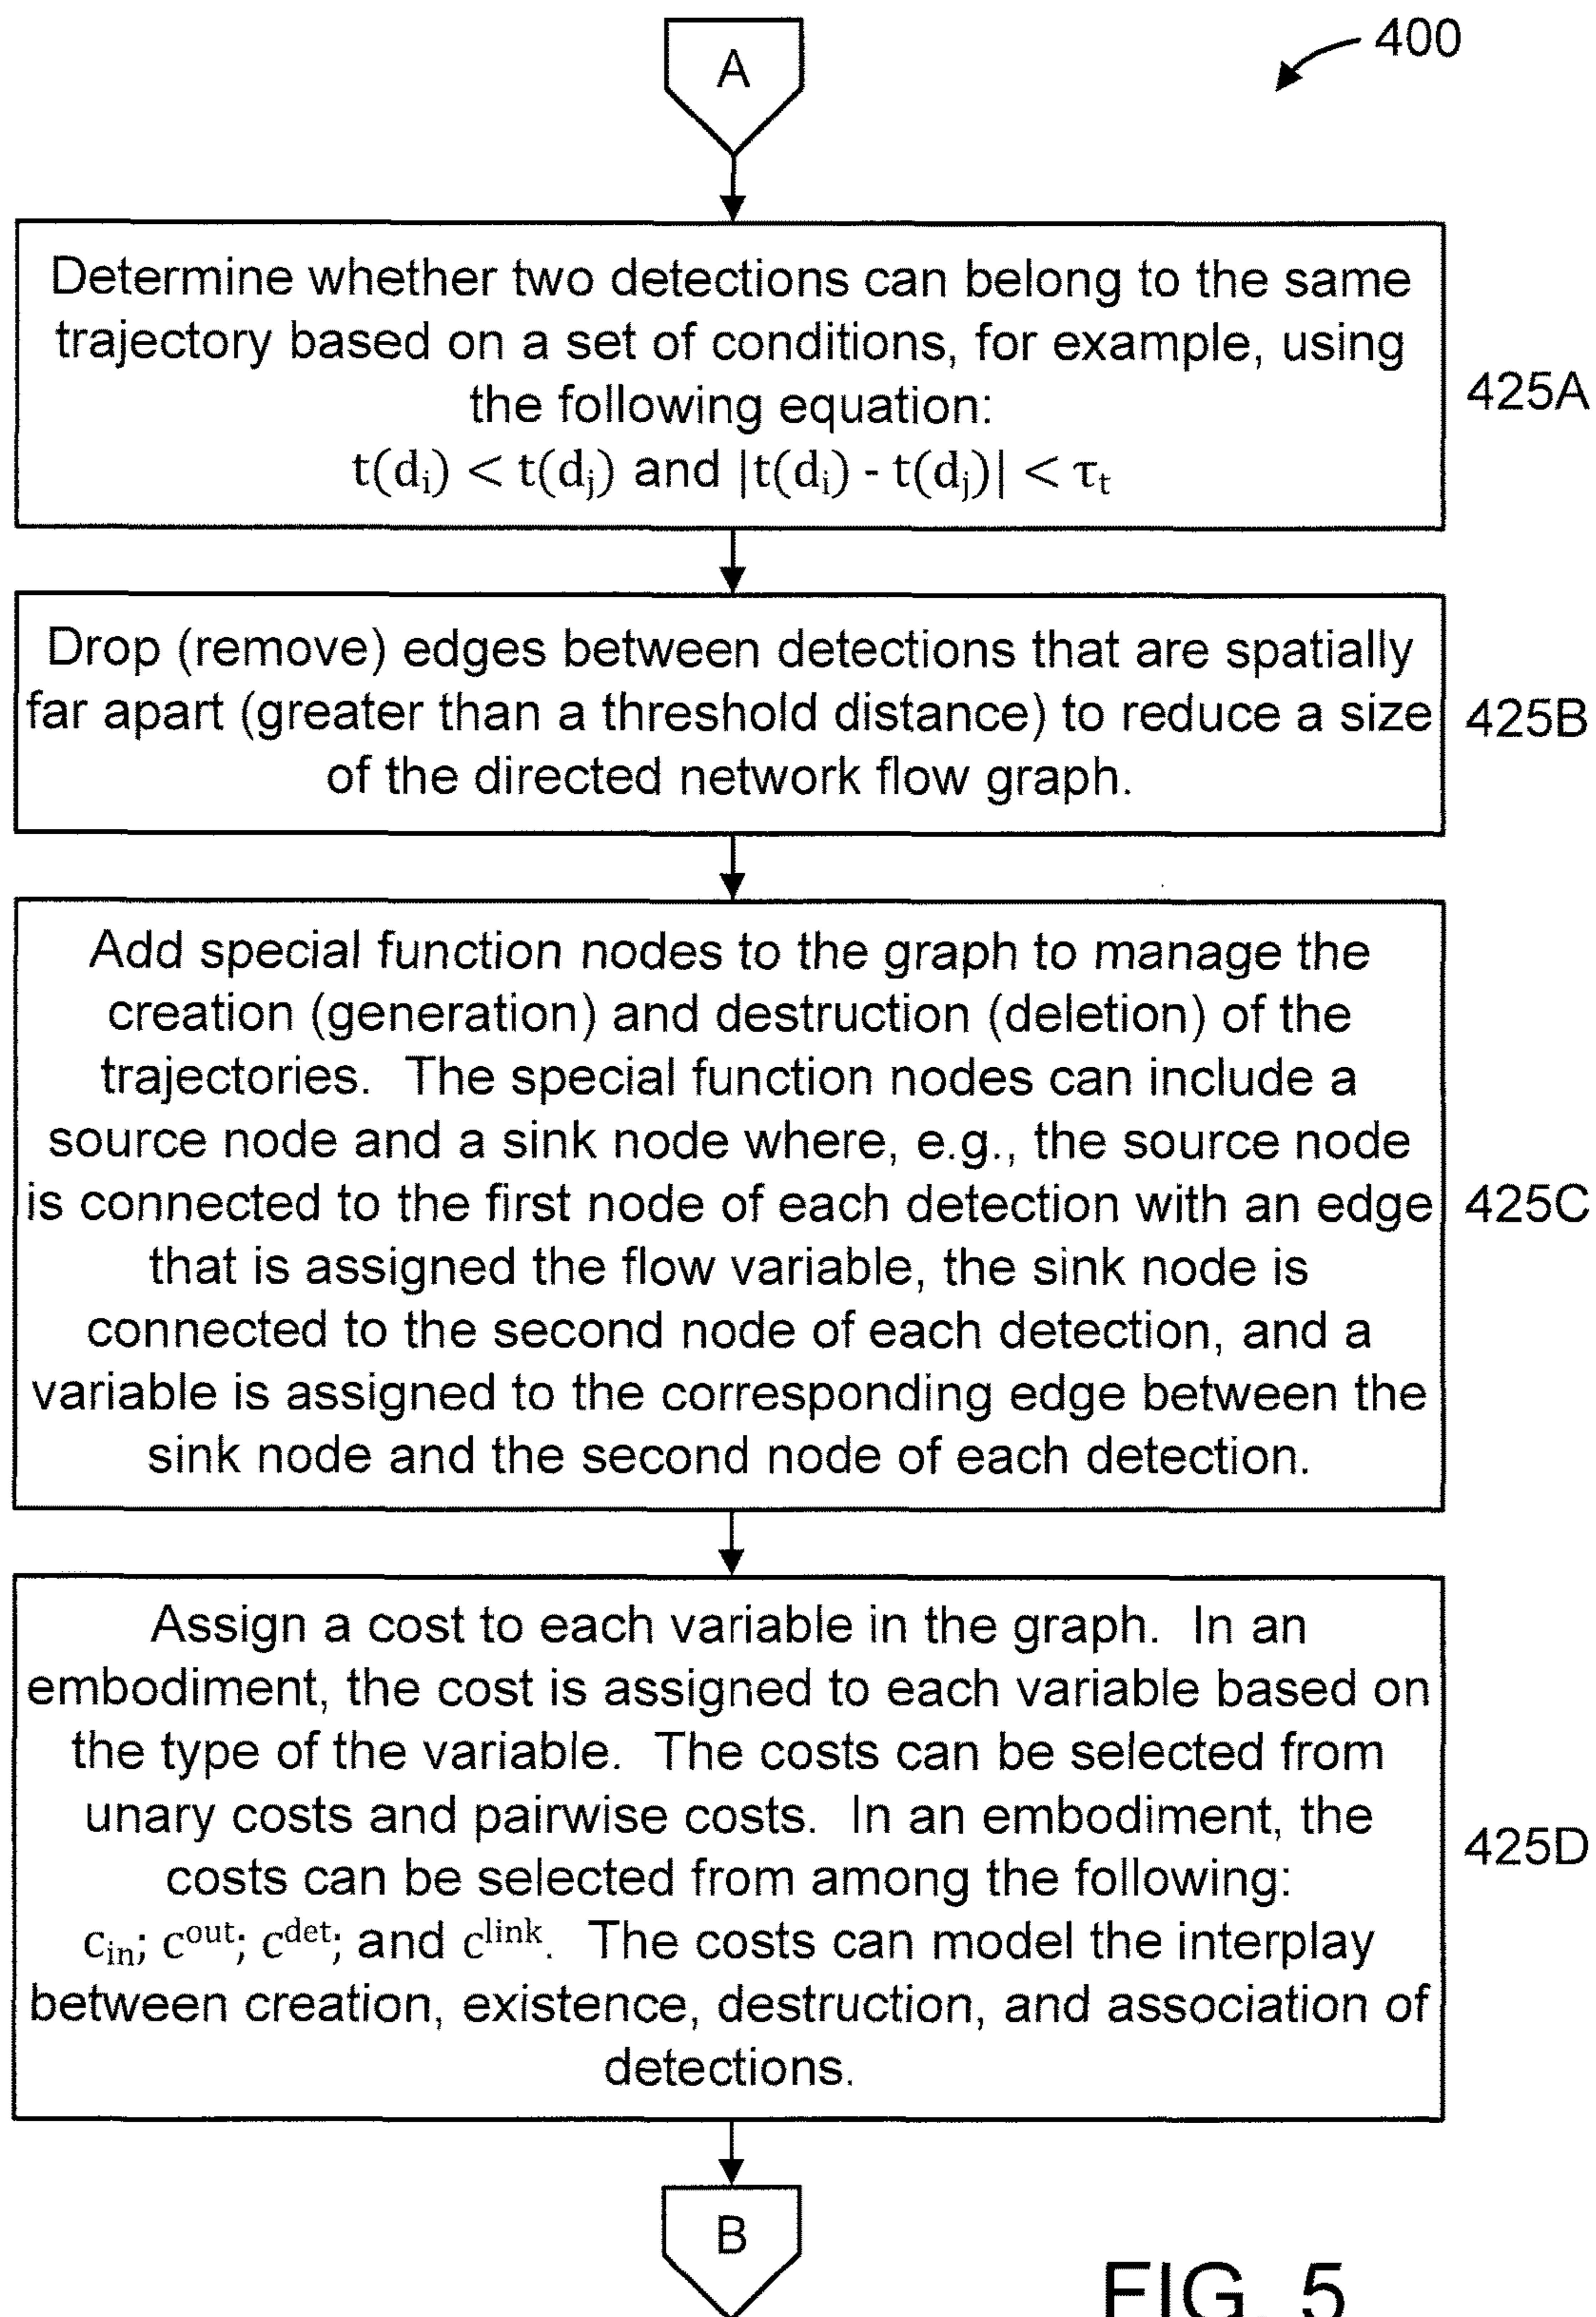 A
400
Determine whether two detections can belong to the same
trajectory based on a set of conditions, for example, using
the following equation:
t(dᵢ) < t(dⱼ) and |t(dᵢ) - t(dⱼ)| < τₜ
425A
Drop (remove) edges between detections that are spatially
far apart (greater than a threshold distance) to reduce a size
of the directed network flow graph.
425B
Add special function nodes to the graph to manage the
creation (generation) and destruction (deletion) of the
trajectories. The special function nodes can include a
source node and a sink node where, e.g., the source node
is connected to the first node of each detection with an edge
that is assigned the flow variable, the sink node is
connected to the second node of each detection, and a
variable is assigned to the corresponding edge between the
sink node and the second node of each detection.
425C
Assign a cost to each variable in the graph. In an
embodiment, the cost is assigned to each variable based on
the type of the variable. The costs can be selected from
unary costs and pairwise costs. In an embodiment, the
costs can be selected from among the following:
cᵢₙ; cᵒᵘᵗ; cᵈᵉᵗ; and cˡⁱⁿᵏ. The costs can model the interplay
between creation, existence, destruction, and association of
detections.
425D
B
FIG. 5